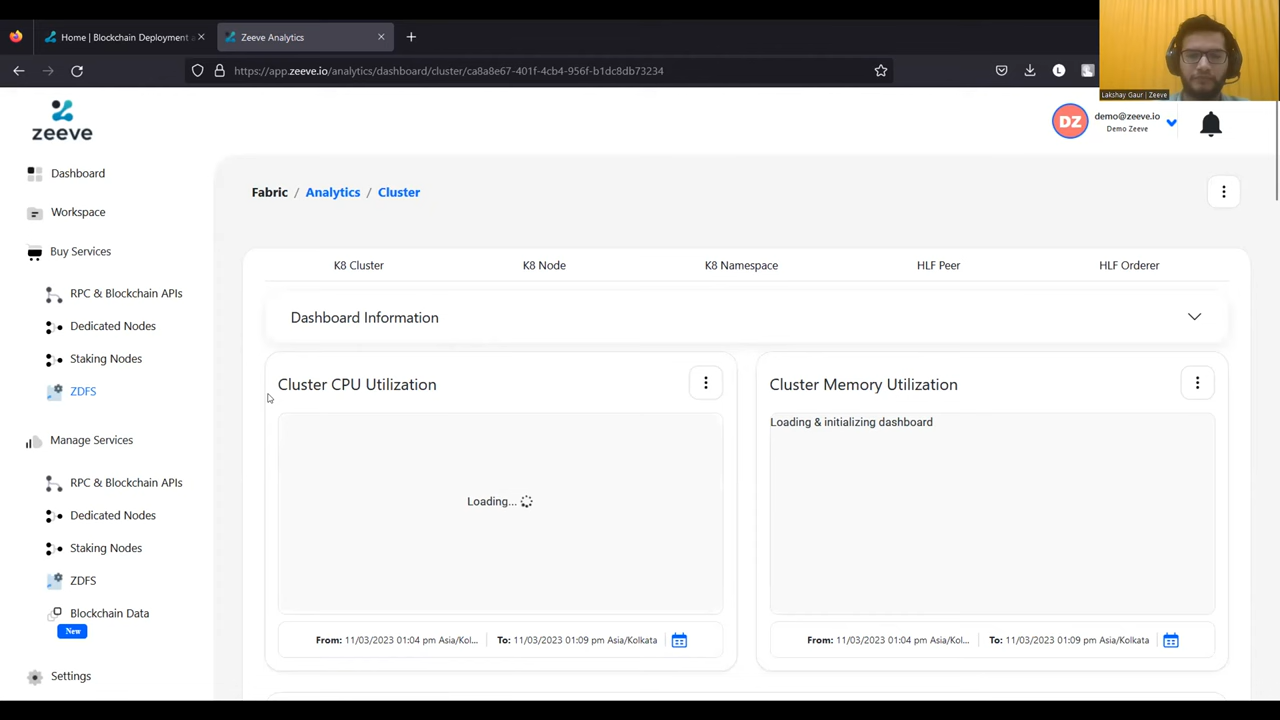 Home | Blockchain Deployment
Zeeve Analytics
https://app.zeeve.io/analytics/dashboard/cluster/ca8a8e67-401f-4cb4-956f-b1dc8db73234
L
Lakshay Gaur | Zeeve
zeeve
DZ
demo@zeeve.io
Demo Zeeve
Dashboard
Workspace
Buy Services
RPC & Blockchain APIs
Dedicated Nodes
Staking Nodes
ZDFS
Manage Services
RPC & Blockchain APIs
Dedicated Nodes
Staking Nodes
ZDFS
Blockchain Data
New
Settings
Fabric / Analytics / Cluster
K8 Cluster K8 Node K8 Namespace HLF Peer HLF Orderer
Dashboard Information
Cluster CPU Utilization
Loading...
From: 11/03/2023 01:04 pm Asia/Kol... To: 11/03/2023 01:09 pm Asia/Kolkata
Cluster Memory Utilization
Loading & initializing dashboard
From: 11/03/2023 01:04 pm Asia/Kol... To: 11/03/2023 01:09 pm Asia/Kolkata